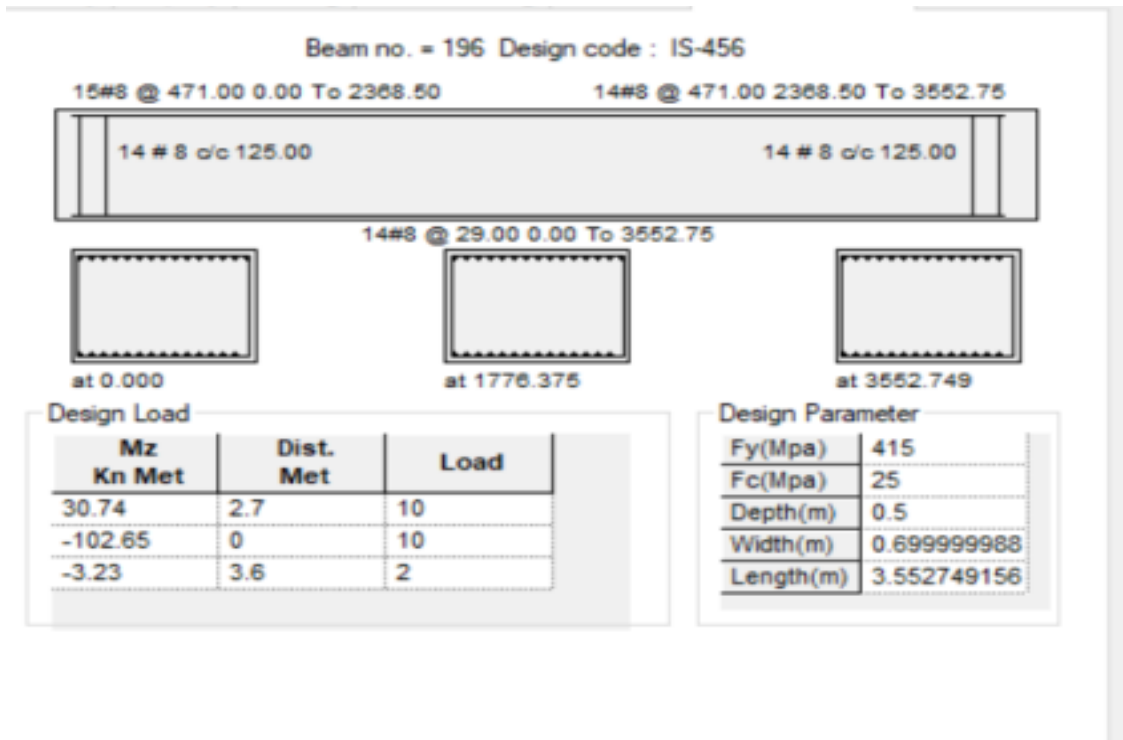 Beam no. = 196 Design code : IS-456
15#8 @ 471.00 0.00 To 2368.50 14#8 @ 471.00 2368.50 To 3552.75
14 # 8 c/c 125.00 14 # 8 c/c 125.00
14#8 @ 29.00 0.00 To 3552.75
at 0.000 at 1776.375 at 3552.749
Design Load
Mz Kn Met Dist. Met Load
30.74 2.7 10
-102.65 0 10
-3.23 3.6 2
Design Parameter
Fy(Mpa) 415
Fc(Mpa) 25
Depth(m) 0.5
Width(m) 0.699999988
Length(m) 3.552749156